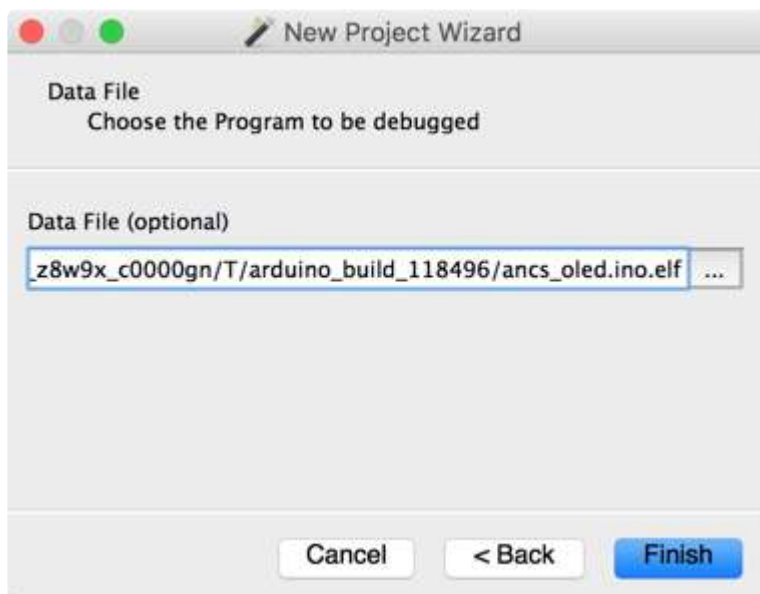 New Project Wizard
Data File
Choose the Program to be debugged
Data File (optional)
_z8w9x_c0000gn/T/arduino_build_118496/ancs_oled.ino.elf ...
Cancel < Back Finish